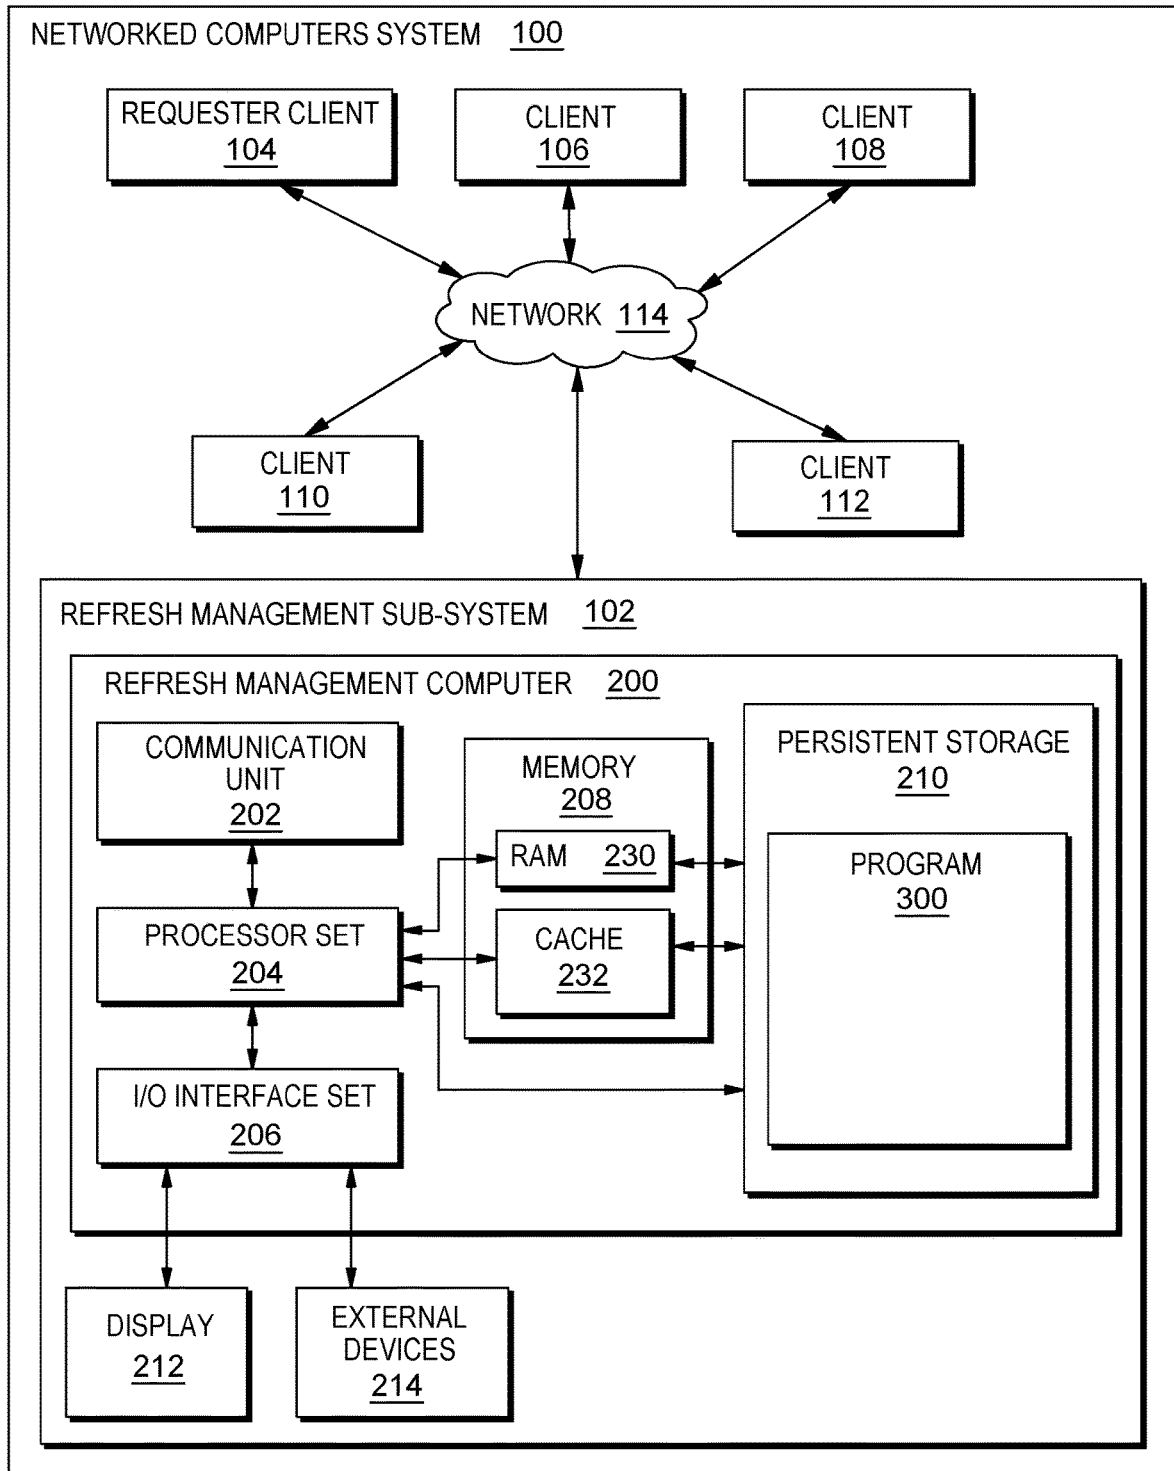 NETWORKED COMPUTERS SYSTEM 100
REQUESTER CLIENT
104
CLIENT
106
CLIENT
108
NETWORK 114
CLIENT
110
CLIENT
112
REFRESH MANAGEMENT SUB-SYSTEM 102
REFRESH MANAGEMENT COMPUTER 200
COMMUNICATION
UNIT
202
PROCESSOR SET
204
I/O INTERFACE SET
206
MEMORY
208
RAM 230
CACHE
232
PERSISTENT STORAGE
210
PROGRAM
300
DISPLAY
212
EXTERNAL
DEVICES
214